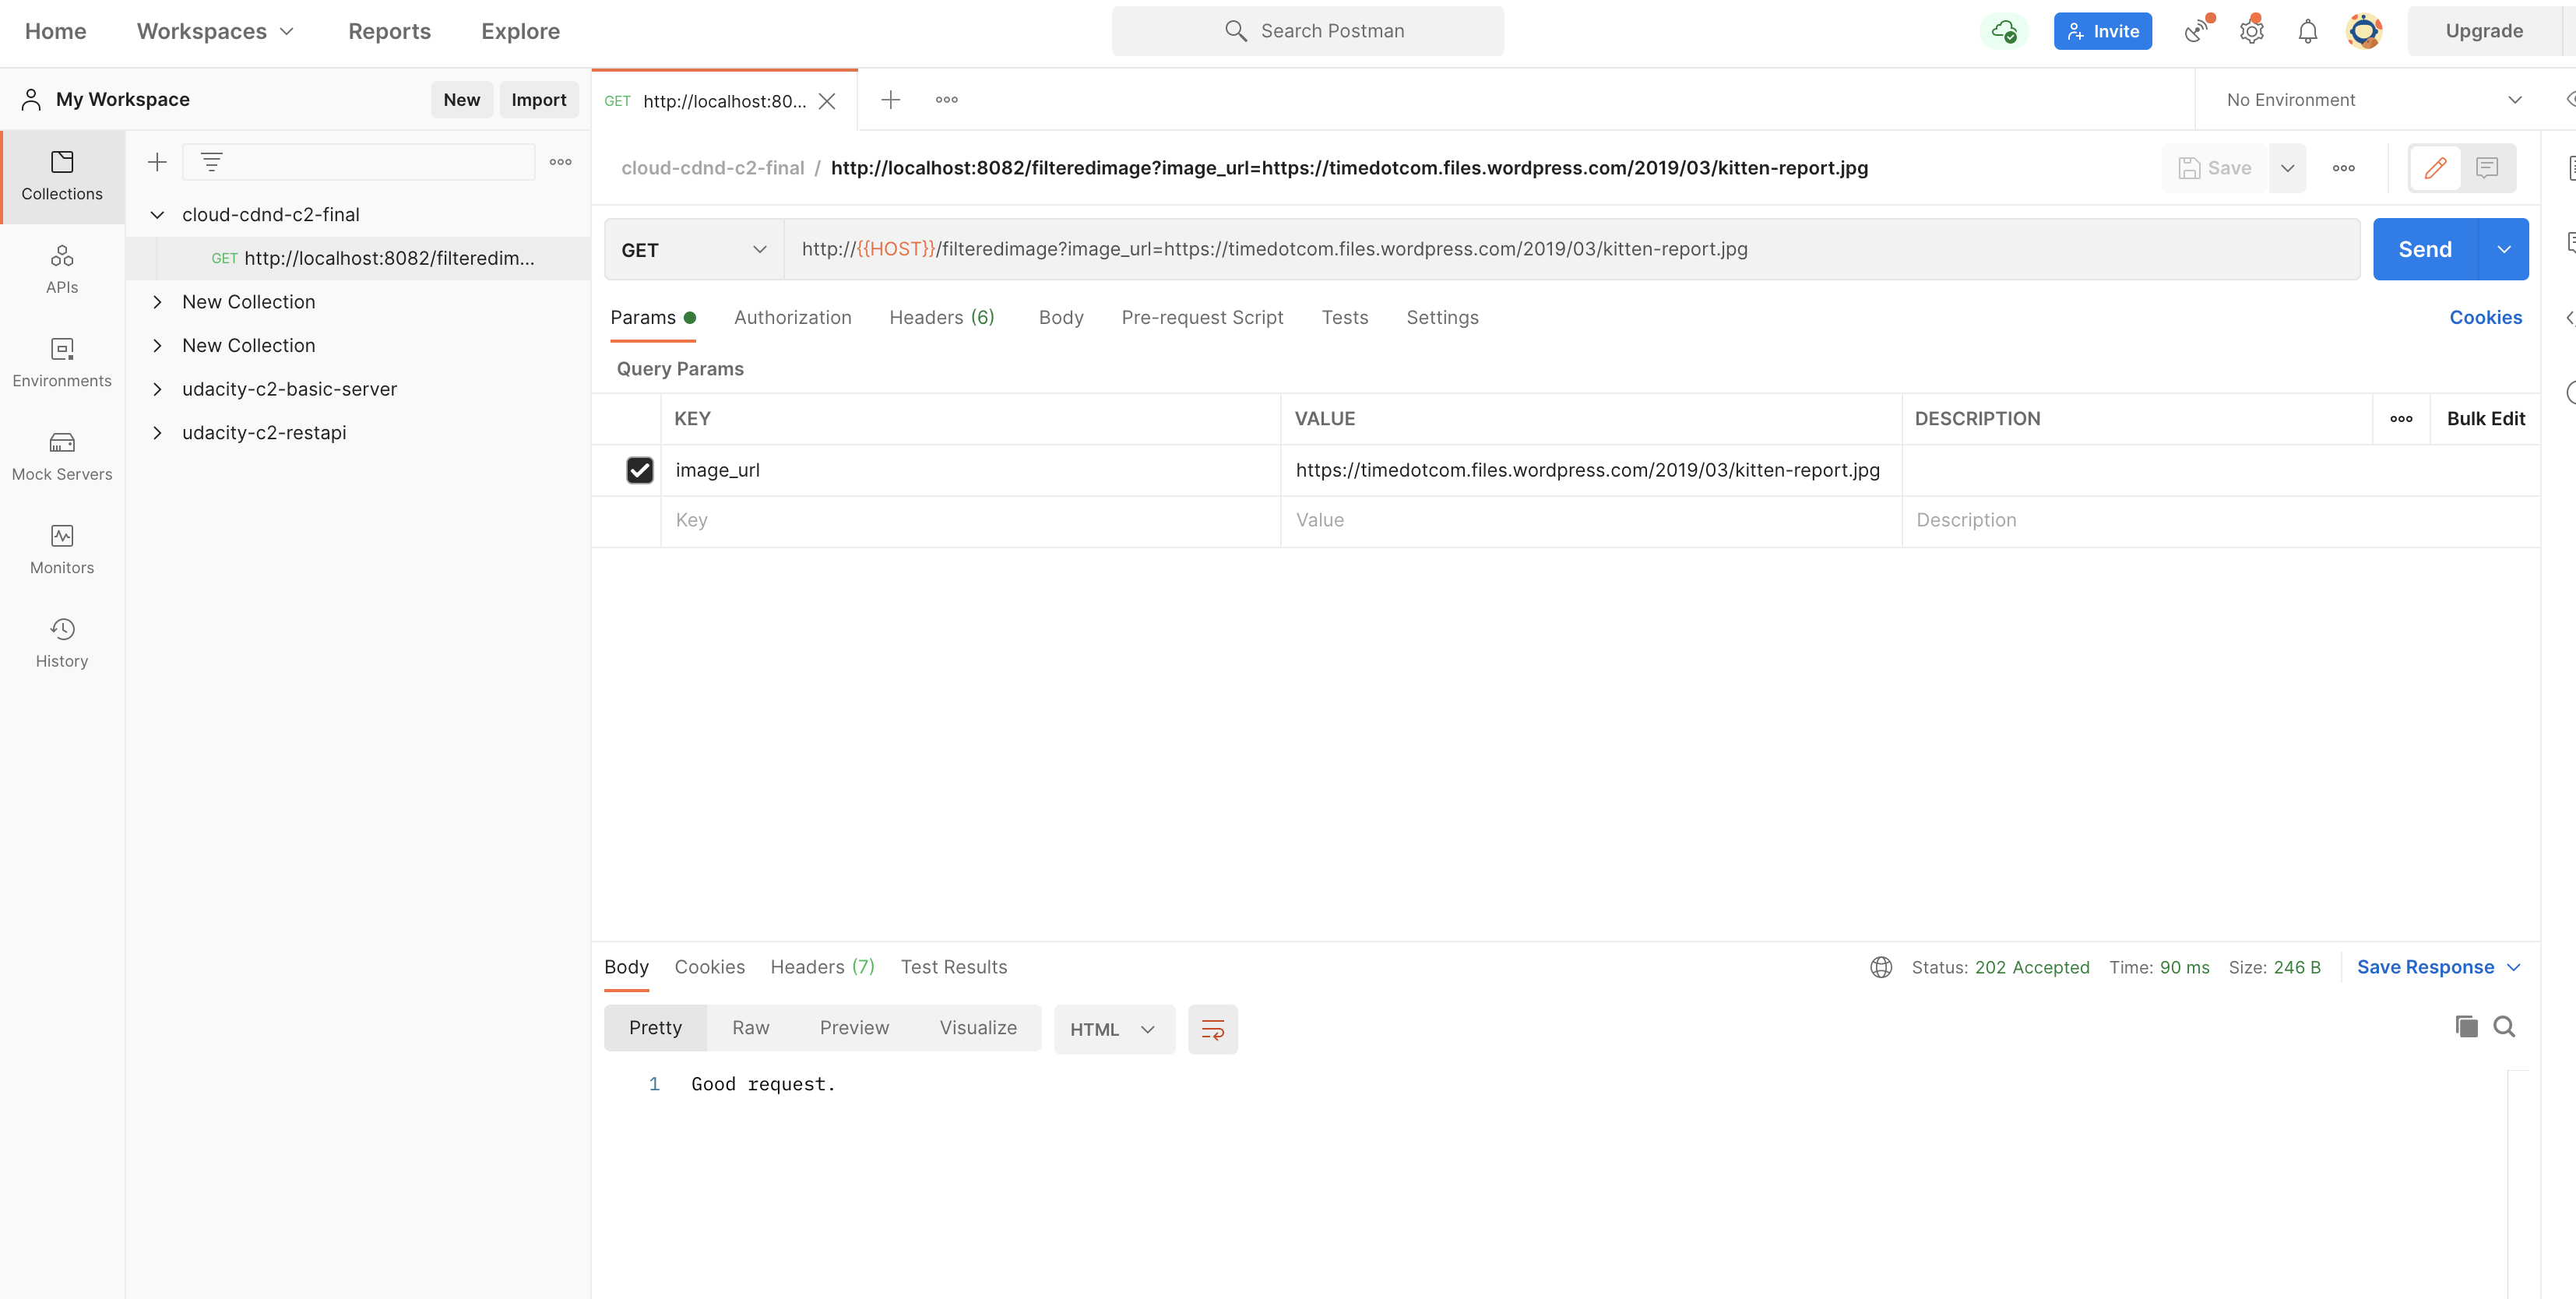 Home Workspaces Reports Explore Search Postman Invite Upgrade
My Workspace New Import
GET http://localhost:80... No Environment
Collections
APIs
Environments
Mock Servers
Monitors
History
cloud-cdnd-c2-final
GET http://localhost:8082/filteredim...
New Collection
New Collection
udacity-c2-basic-server
udacity-c2-restapi
cloud-cdnd-c2-final / http://localhost:8082/filteredimage?image_url=https://timedotcom.files.wordpress.com/2019/03/kitten-report.jpg Save
GET http://{{HOST}}/filteredimage?image_url=https://timedotcom.files.wordpress.com/2019/03/kitten-report.jpg Send
Params Authorization Headers (6) Body Pre-request Script Tests Settings Cookies
Query Params
KEY VALUE DESCRIPTION Bulk Edit
image_url https://timedotcom.files.wordpress.com/2019/03/kitten-report.jpg
Key Value Description
Body Cookies Headers (7) Test Results Status: 202 Accepted Time: 90 ms Size: 246 B Save Response
Pretty Raw Preview Visualize HTML
1 Good request.